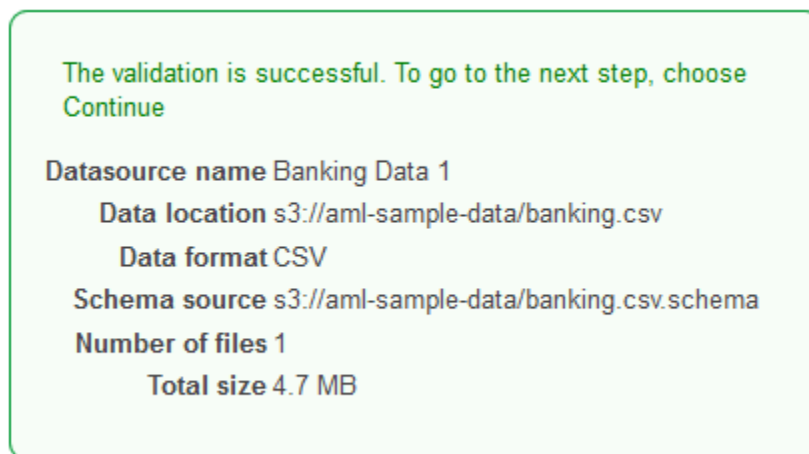 The validation is successful. To go to the next step, choose
Continue
Datasource name Banking Data 1
Data location s3://aml-sample-data/banking.csv
Data format CSV
Schema source s3://aml-sample-data/banking.csv.schema
Number of files 1
Total size 4.7 MB